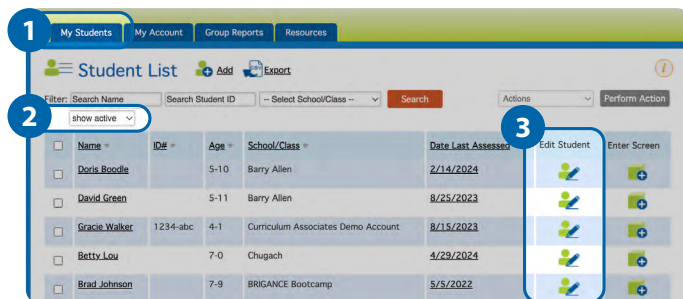 1
My Students My Account Group Reports Resources
Student List Add Export i
Filter: Search Name Search Student ID -- Select School/Class -- Search Actions Perform Action
2
show active
3
Name ID# Age School/Class Date Last Assessed Edit Student Enter Screen
Doris Boodle 5-10 Barry Allen 2/14/2024
David Green 5-11 Barry Allen 8/25/2023
Gracie Walker 1234-abc 4-1 Curriculum Associates Demo Account 8/15/2023
Betty Lou 7-0 Chugach 4/29/2024
Brad Johnson 7-9 BRIGANCE Bootcamp 5/5/2022